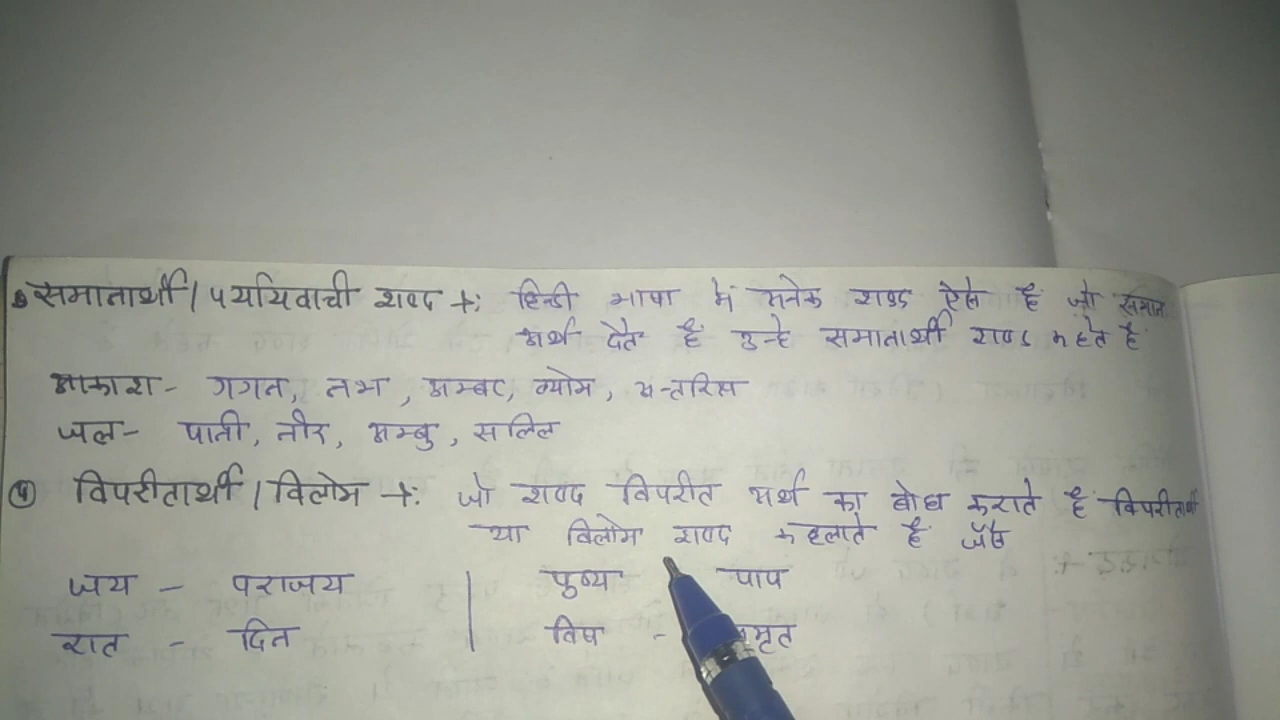 समानार्थी / पर्यायवाची शब्द →: हिन्दी भाषा में अनेक शब्द ऐसे हैं जो समान
अर्थ देते हैं उन्हे समानार्थी शब्द कहते हैं
आकाश - गगन, नभ, अम्बर, व्योम, अन्तरिक्ष
जल - पानी, नीर, अम्बु, सलिल
④ विपरीतार्थी / विलोम →: जो शब्द विपरीत अर्थ का बोध कराते हैं विपरीतार्थी
या विलोम शब्द कहलाते हैं जैसे
जय - पराजय | पुण्य पाप
रात - दिन | विष - अमृत